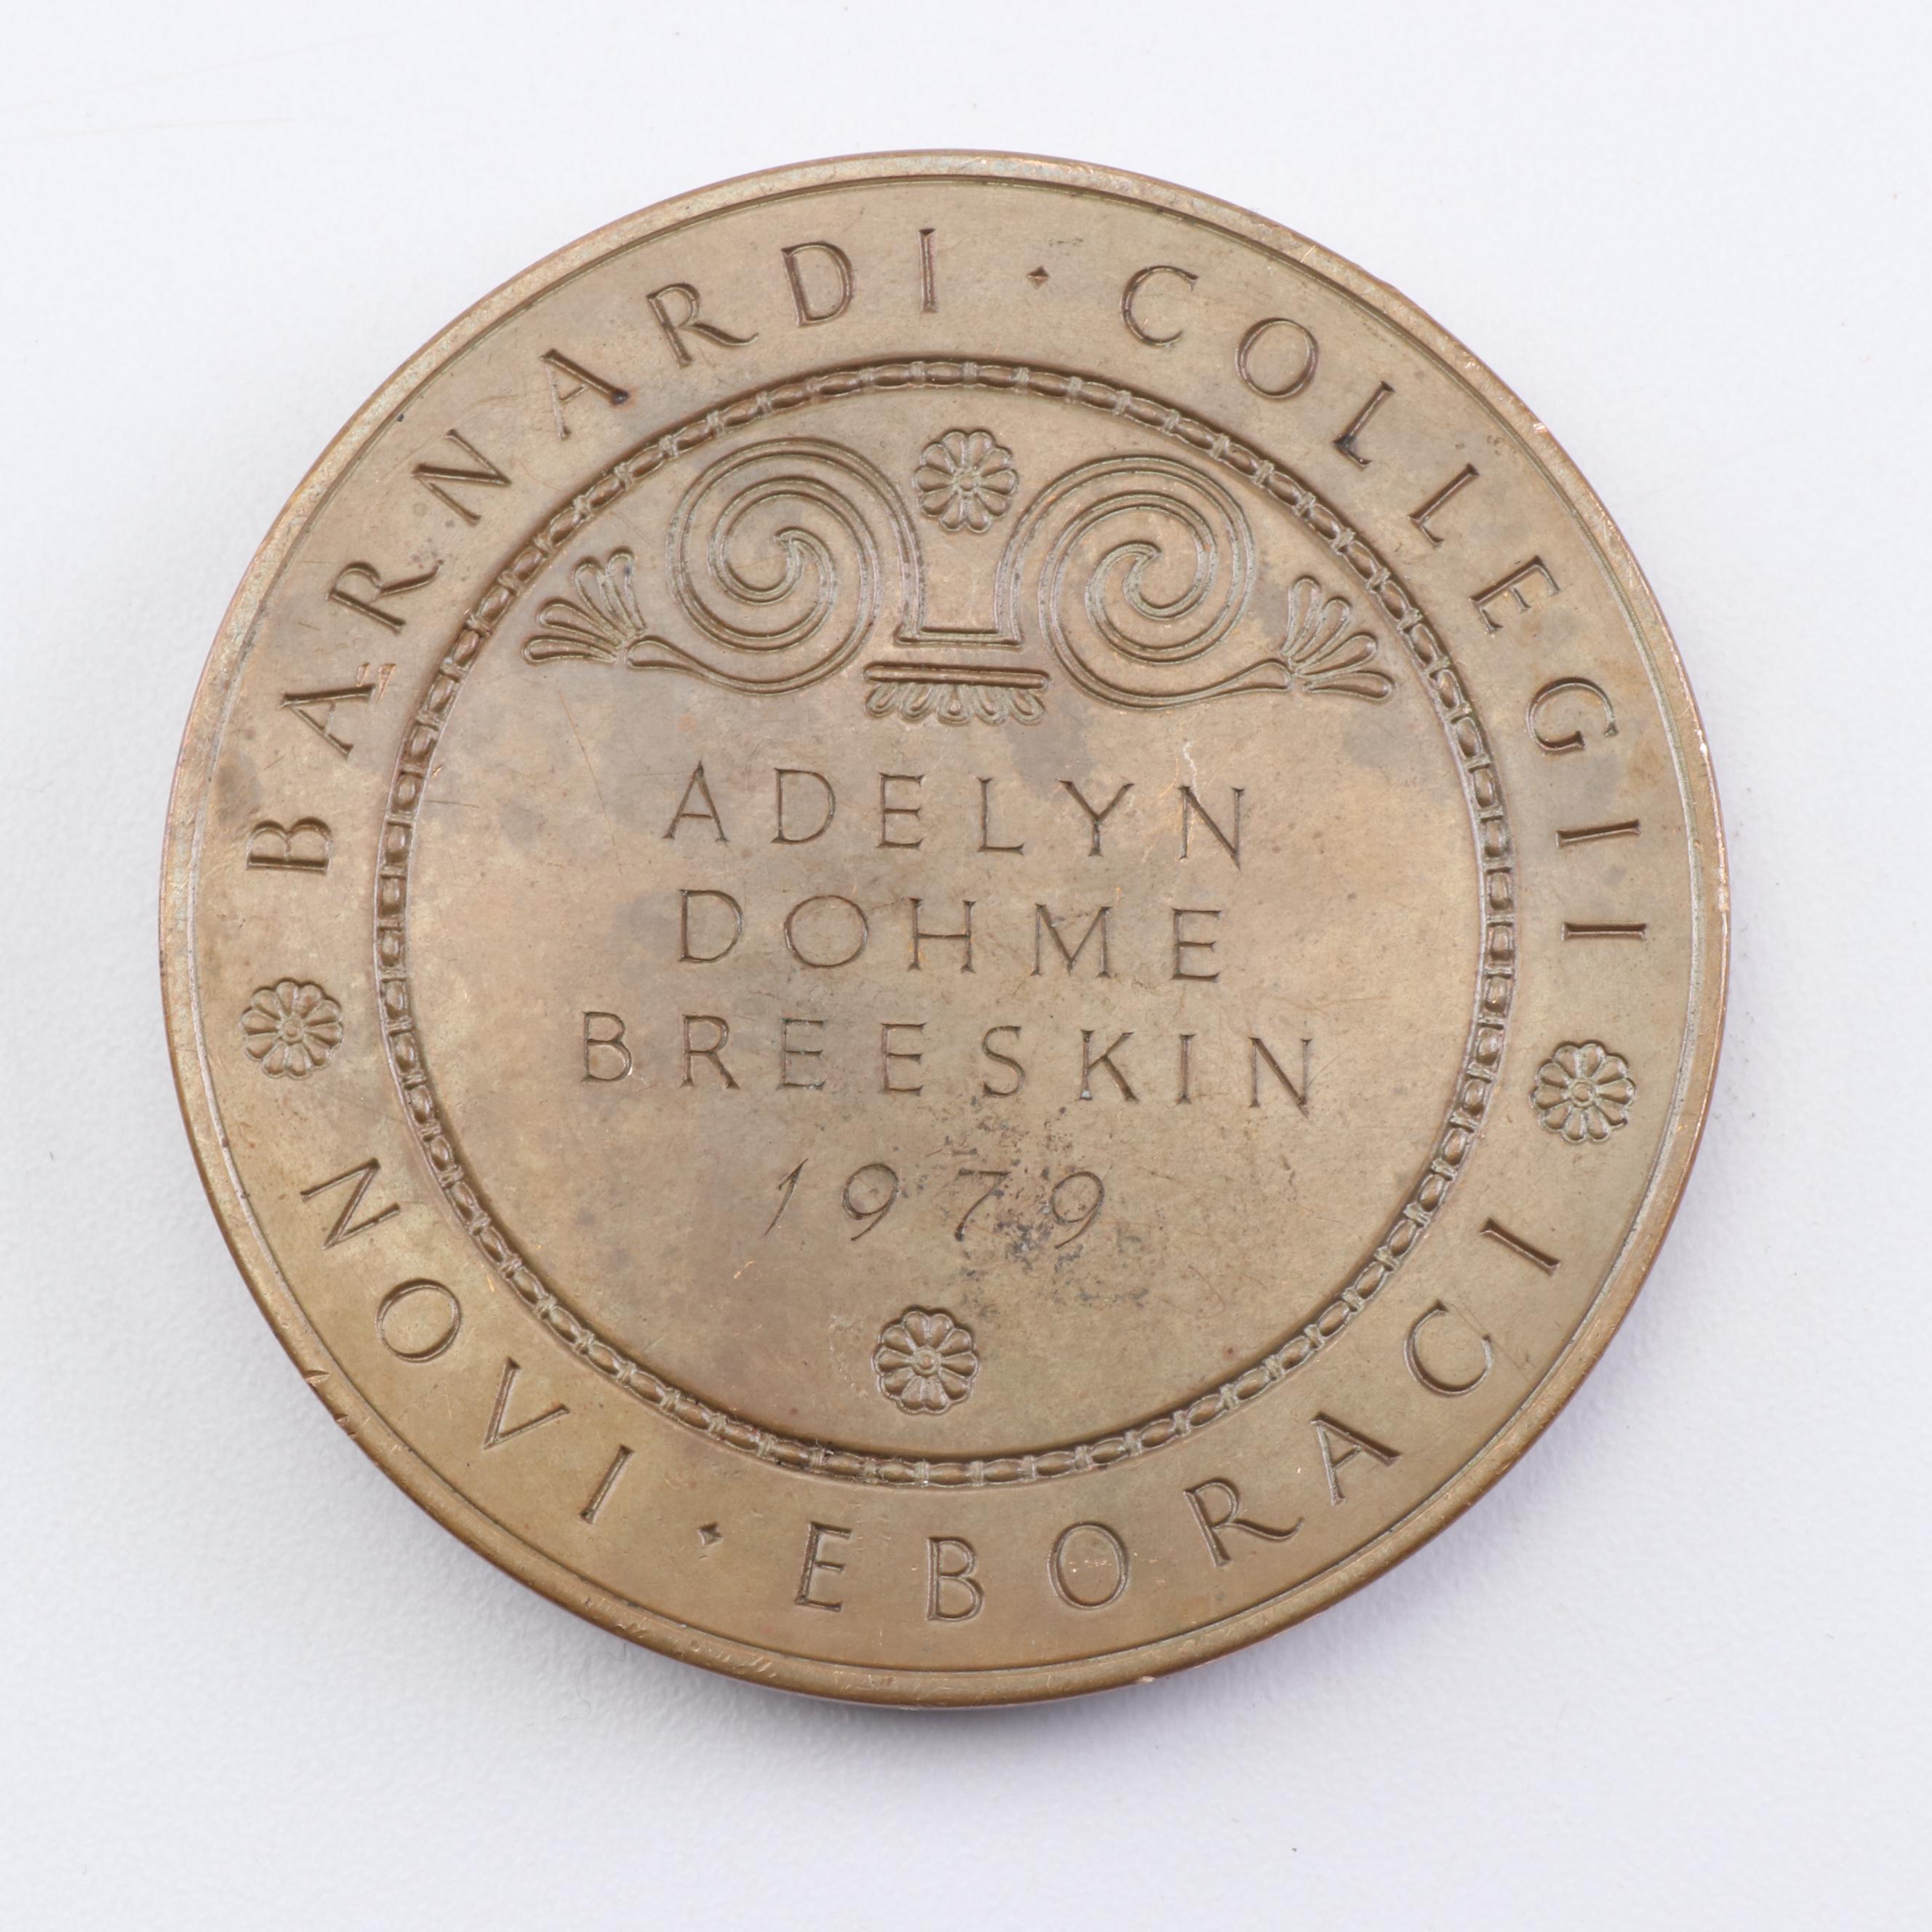 BARNARDI · COLLEGII
ADELYN
DOHME
BREESKIN
1979
NOVI · EBORACI